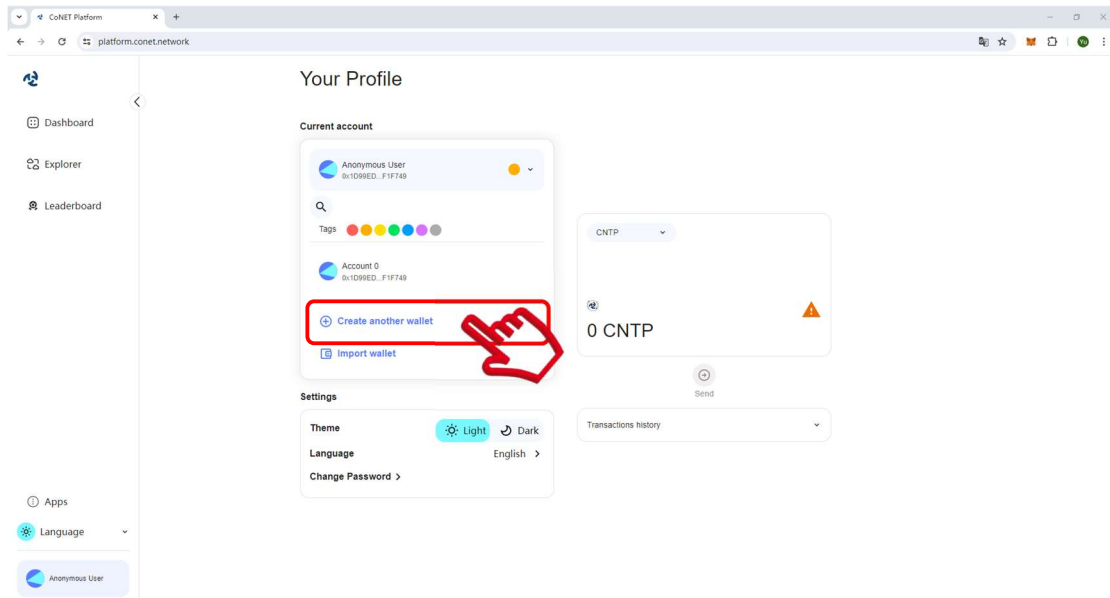 CoNET Platform
platform.conet.network
Yu
Your Profile
Dashboard
Explorer
Leaderboard
Current account
Anonymous User
0x1D99ED...F1F749
Tags
Account 0
0x1D99ED...F1F749
Create another wallet
Import wallet
CNTP
0 CNTP
Send
Transactions history
Settings
Theme
Light
Dark
Language
English
Change Password
Apps
Language
Anonymous User